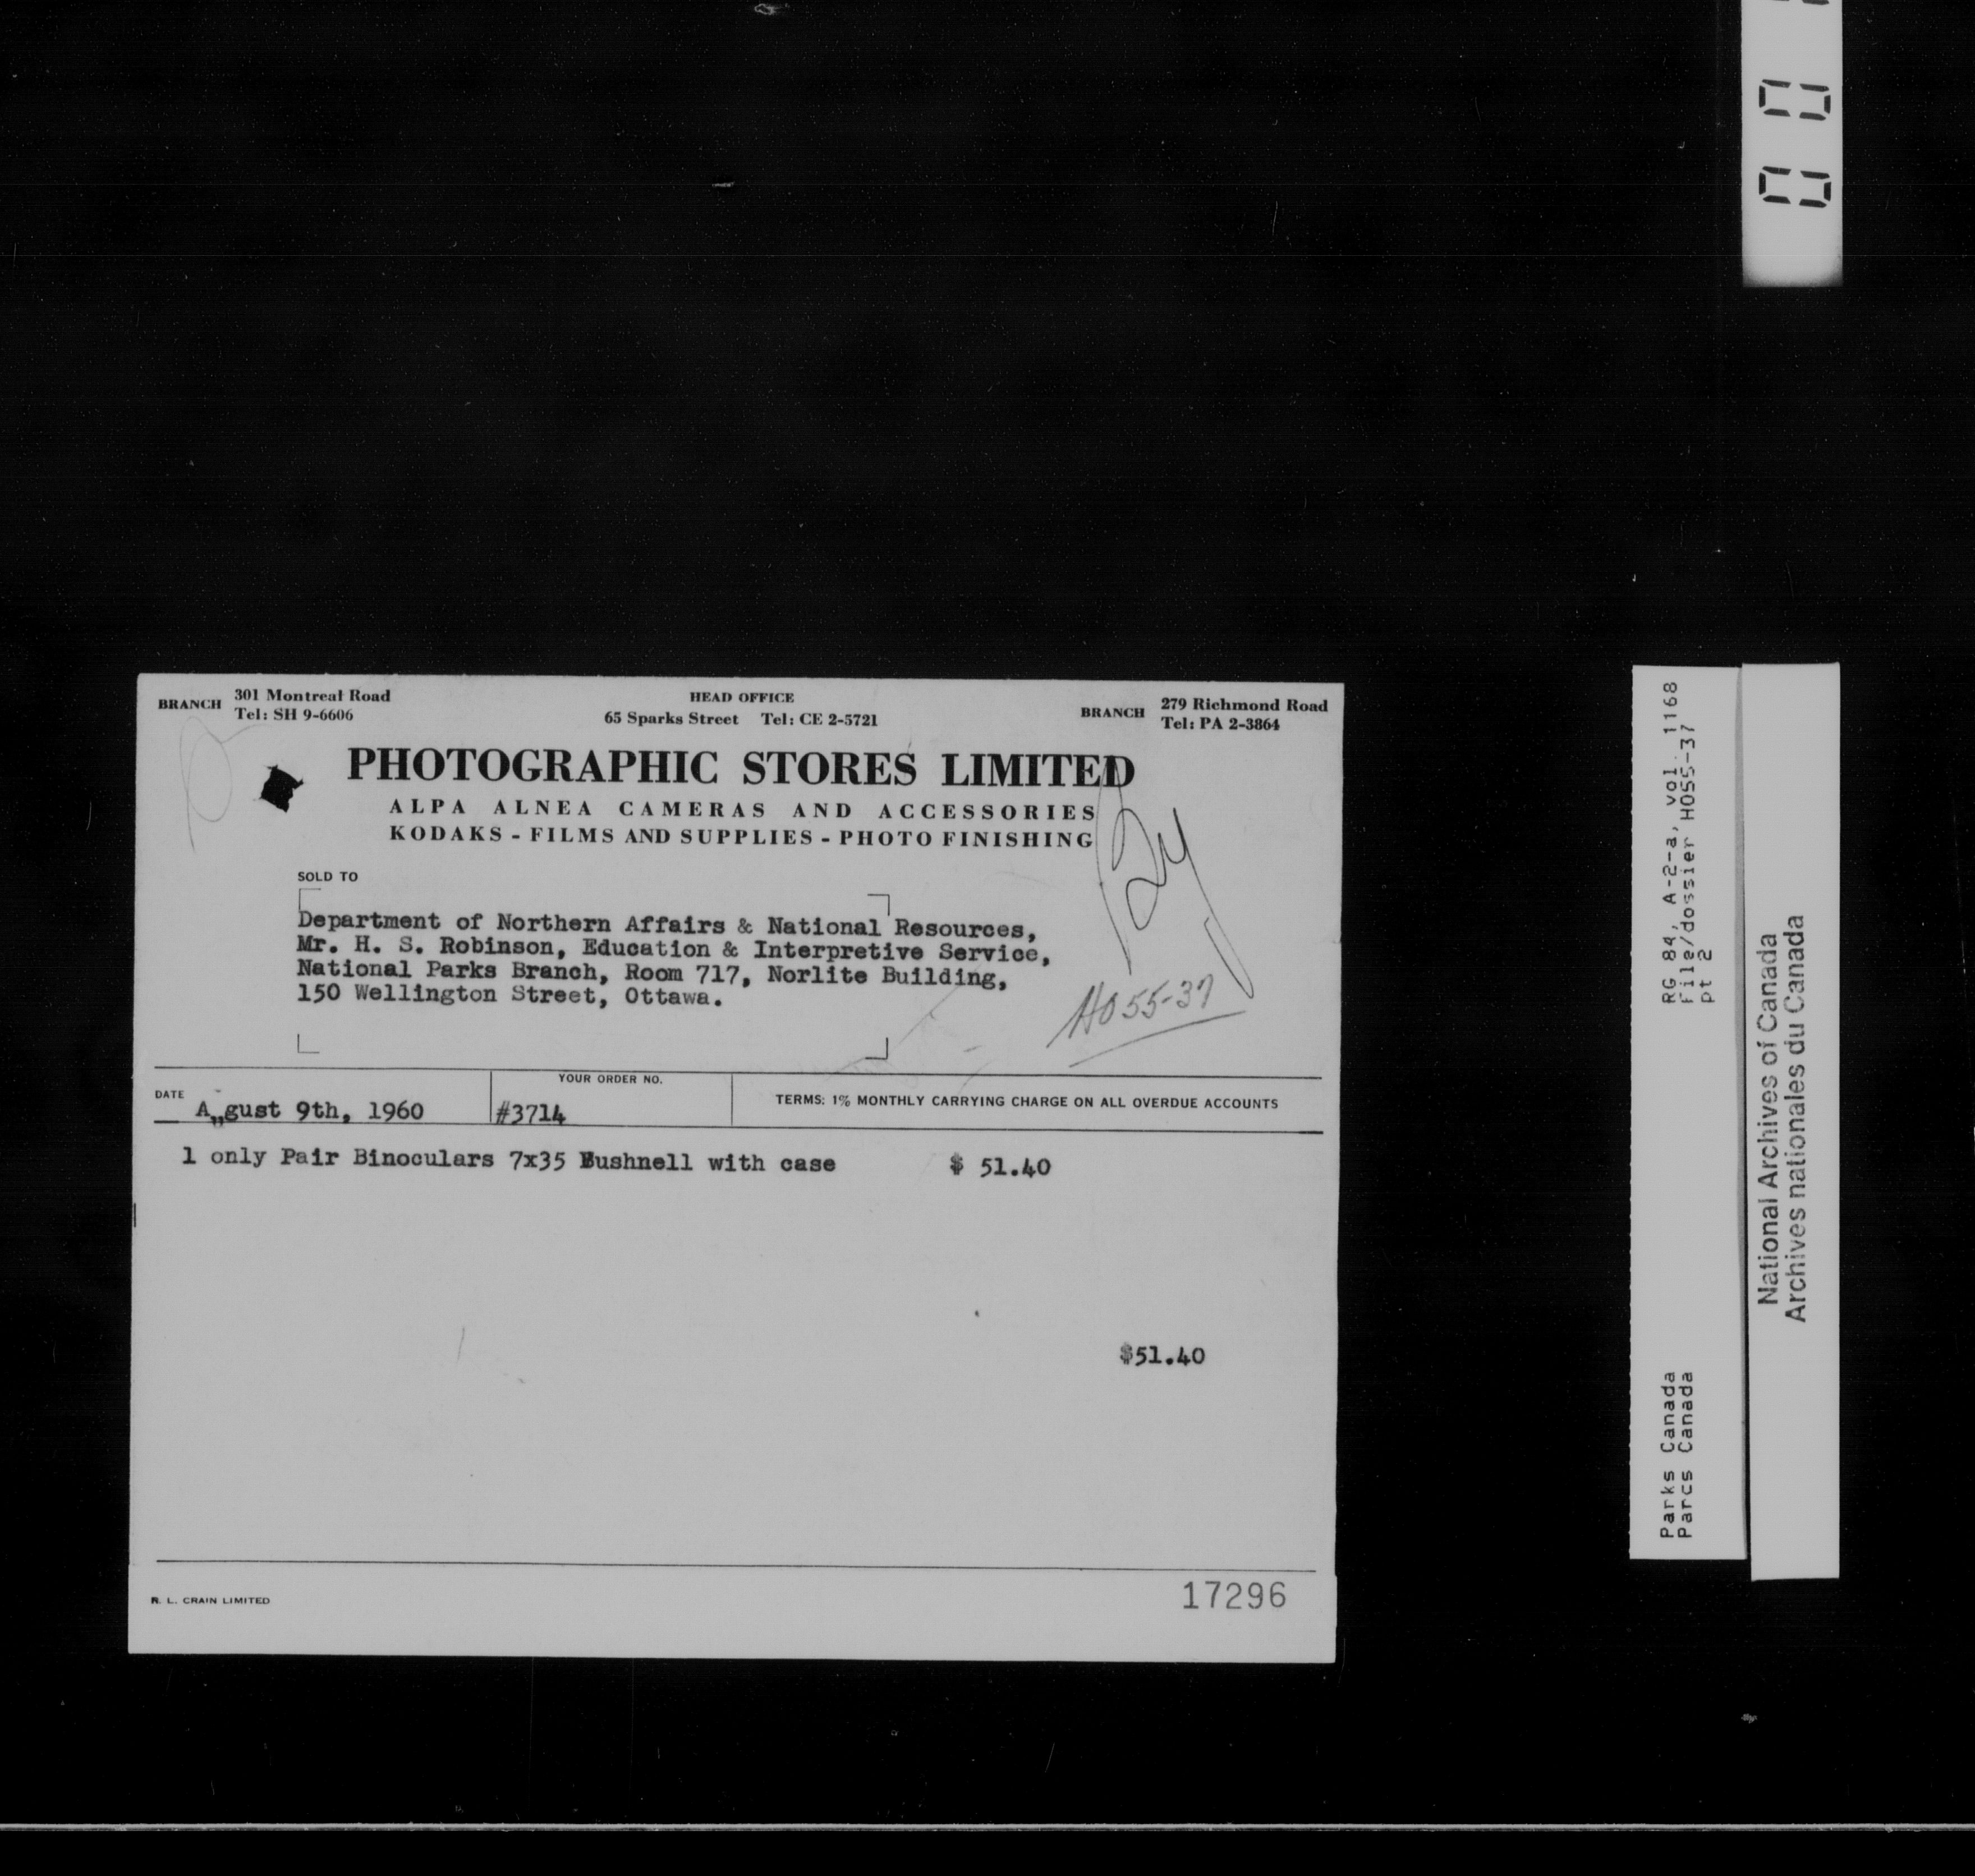 BRANCH 301 Montreal Road
Tel: SH 9-6606
HEAD OFFICE
65 Sparks Street Tel: CE 2-5721
BRANCH 279 Richmond Road
Tel: PA 2-3864
PHOTOGRAPHIC STORES LIMITED
ALPA ALNEA CAMERAS AND ACCESSORIES
KODAKS - FILMS AND SUPPLIES - PHOTO FINISHING
SOLD TO
Department of Northern Affairs & National Resources,
Mr. H. S. Robinson, Education & Interpretive Service,
National Parks Branch, Room 717, Norlite Building,
150 Wellington Street, Ottawa.
HO55-37
DATE A,,gust 9th, 1960
YOUR ORDER NO.
#3714
TERMS: 1% MONTHLY CARRYING CHARGE ON ALL OVERDUE ACCOUNTS
1 only Pair Binoculars 7x35 Bushnell with case $ 51.40
$51.40
R. L. CRAIN LIMITED
17296
RG 84, A-2-a, vol. 1168
File/dossier HO55-37
pt 2
Parks Canada
Parcs Canada
National Archives of Canada
Archives nationales du Canada